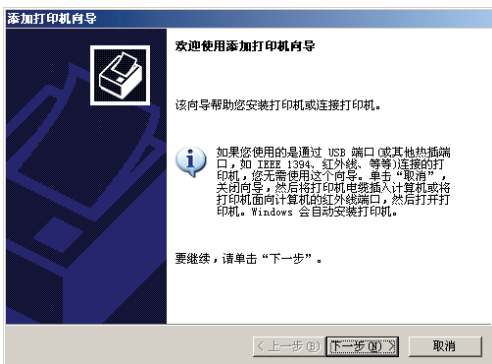 添加打印机向导
欢迎使用添加打印机向导
该向导帮助您安装打印机或连接打印机。
如果您使用的是通过 USB 端口(或其他热插端
口,如 IEEE 1394、红外线、等等)连接的打
印机,您无需使用这个向导。单击“取消”,
关闭向导,然后将打印机电缆插入计算机或将
打印机面向计算机的红外线端口,然后打开打
印机。Windows 会自动安装打印机。
要继续,请单击“下一步”。
< 上一步(B) 下一步(N) > 取消